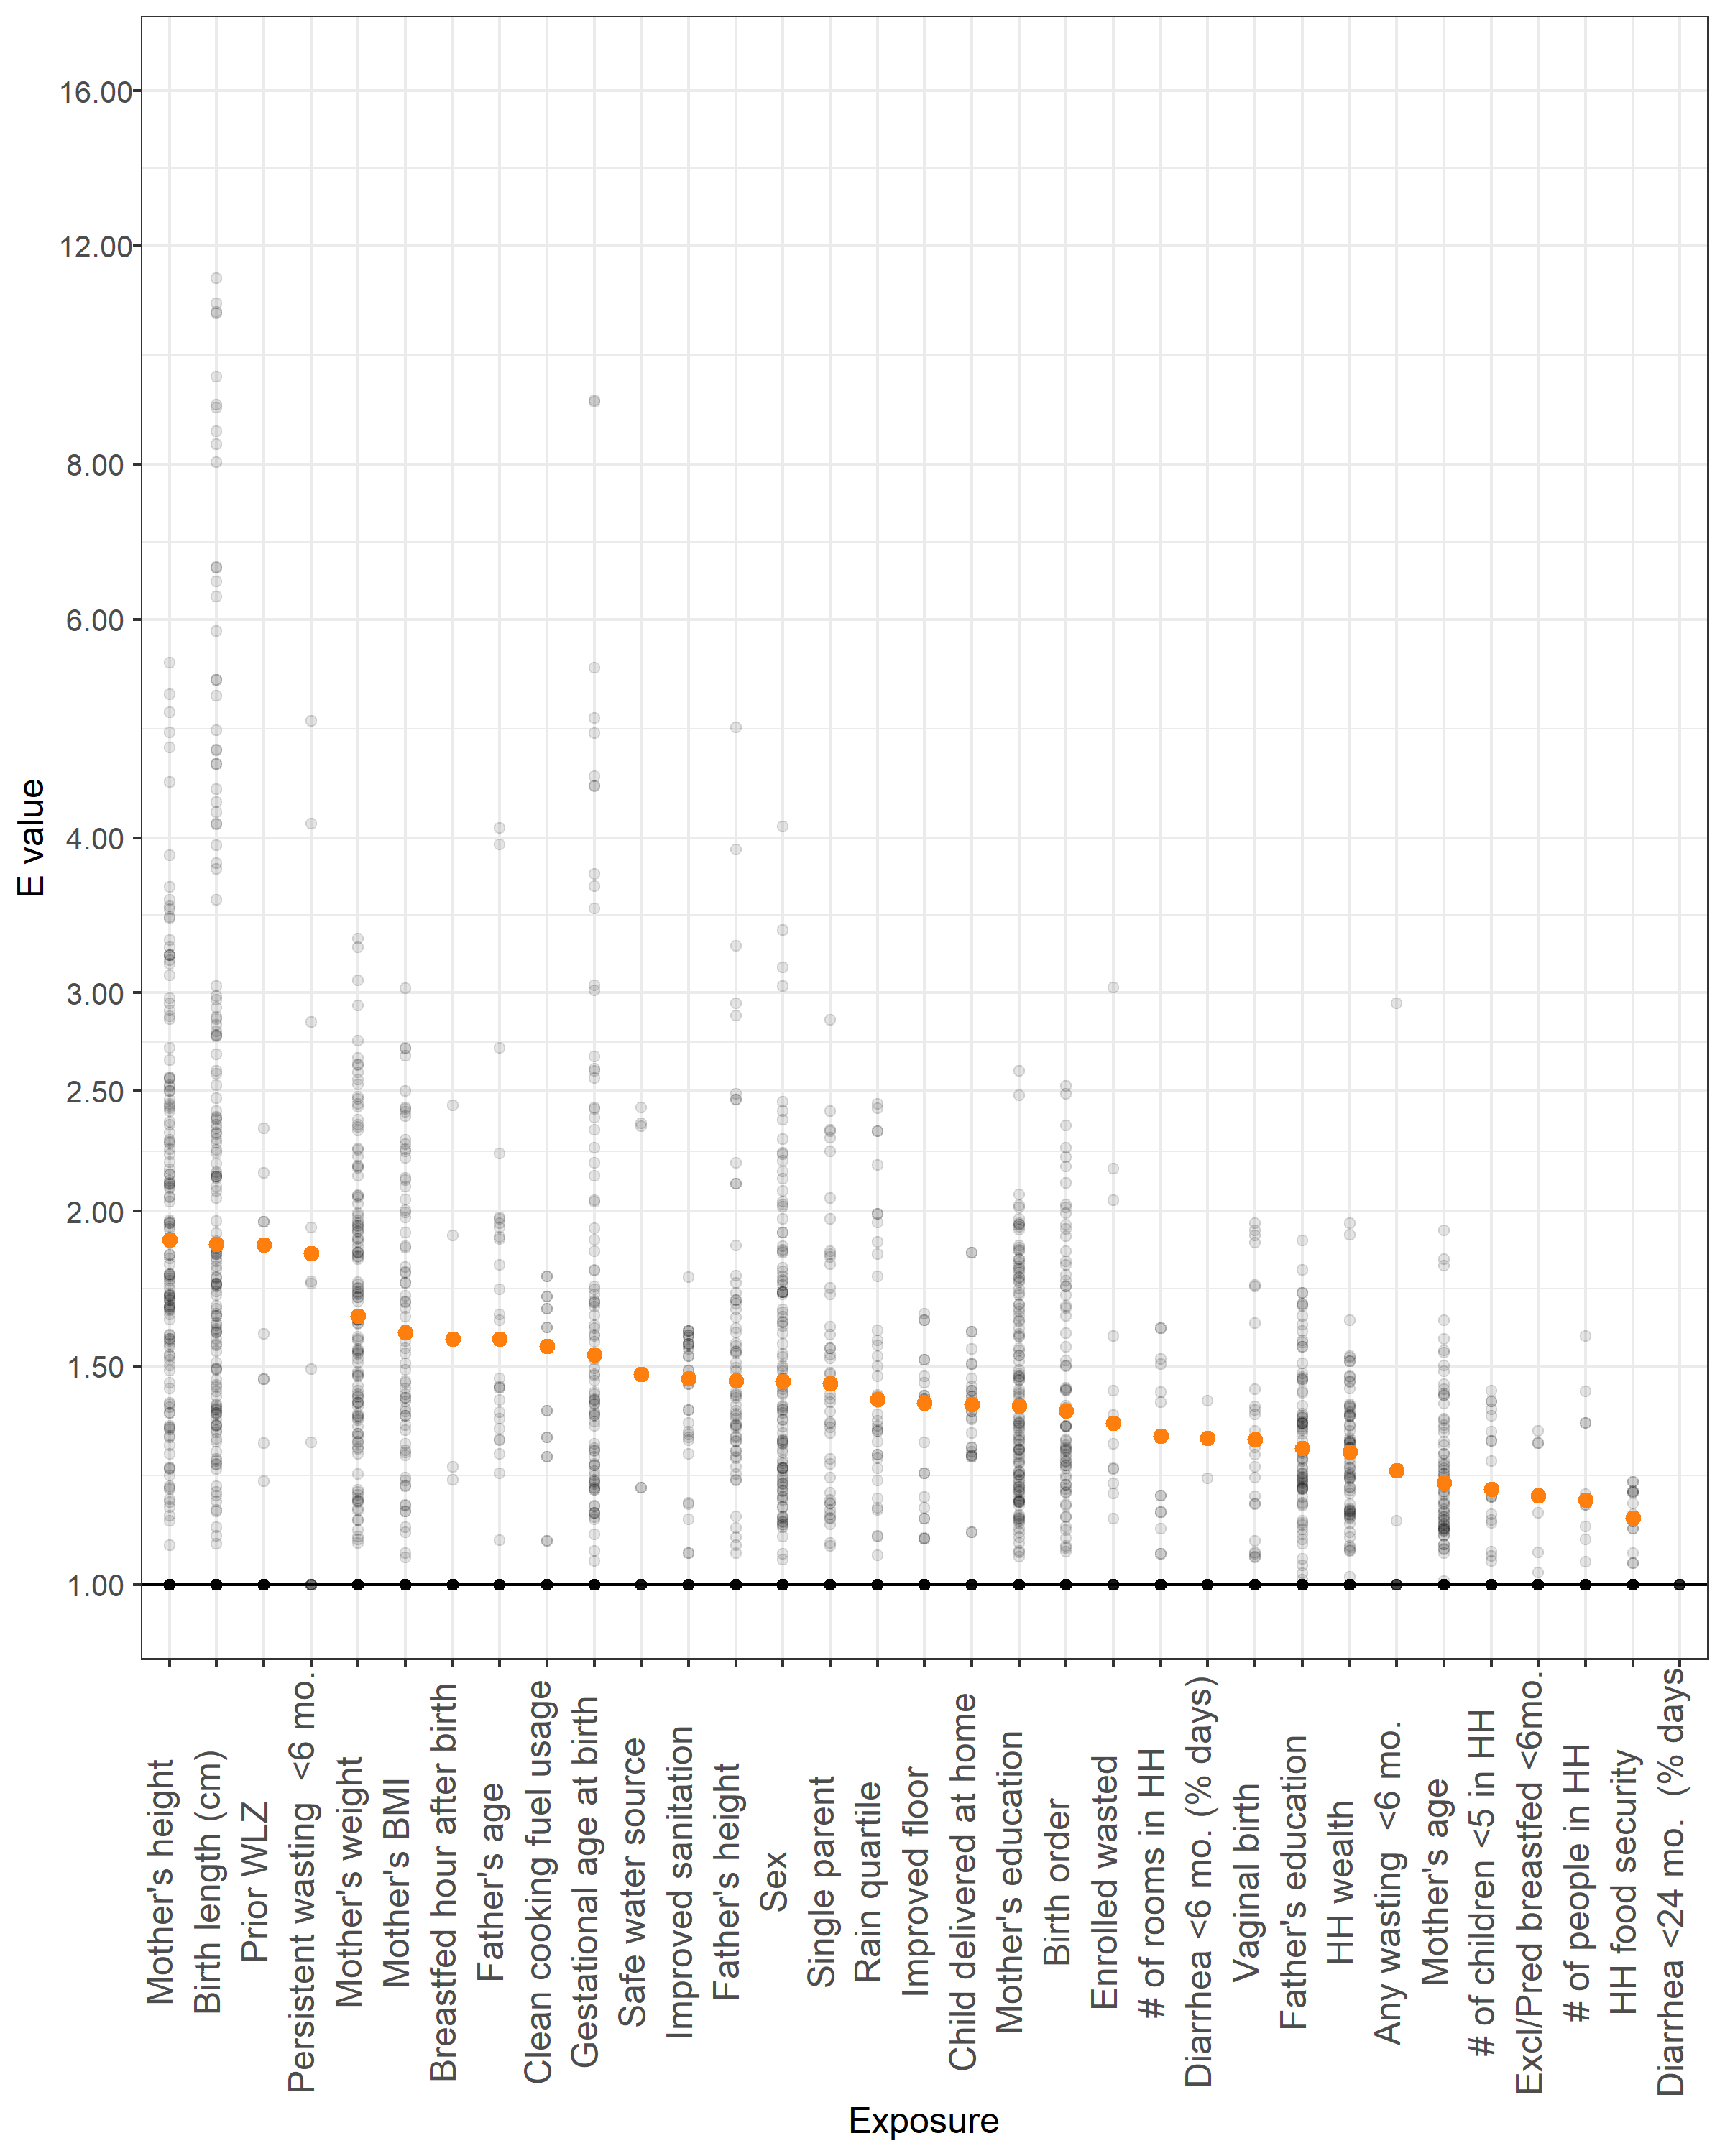 16.00
12.00
8.00
6.00
4.00
3.00
2.50
2.00
1.50
1.00
E value
Mother's height
Birth length (cm)
Prior WLZ
Persistent wasting <6 mo.
Mother's weight
Mother's BMI
Breastfed hour after birth
Father's age
Clean cooking fuel usage
Gestational age at birth
Safe water source
Improved sanitation
Father's height
Sex
Single parent
Rain quartile
Improved floor
Child delivered at home
Mother's education
Birth order
Enrolled wasted
# of rooms in HH
Diarrhea <6 mo. (% days)
Vaginal birth
Father's education
HH wealth
Any wasting <6 mo.
Mother's age
# of children <5 in HH
Excl/Pred breastfed <6mo.
# of people in HH
HH food security
Diarrhea <24 mo. (% days
Exposure